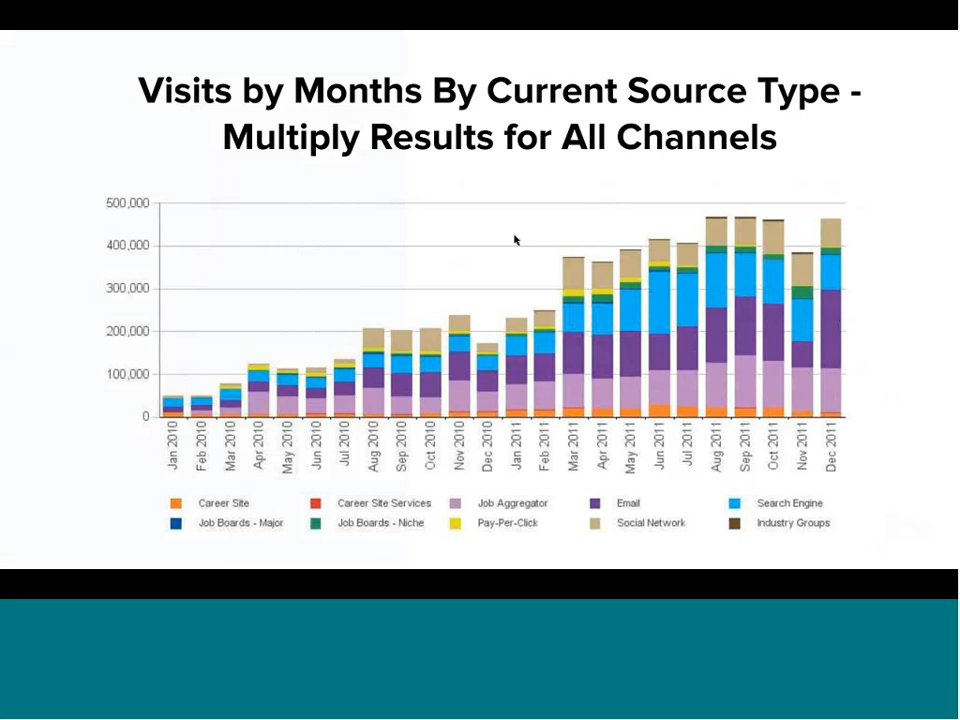 Visits by Months By Current Source Type -
Multiply Results for All Channels
500,000
400,000
300,000
200,000
100,000
0
Jan 2010
Feb 2010
Mar 2010
Apr 2010
May 2010
Jun 2010
Jul 2010
Aug 2010
Sep 2010
Oct 2010
Nov 2010
Dec 2010
Jan 2011
Feb 2011
Mar 2011
Apr 2011
May 2011
Jun 2011
Jul 2011
Aug 2011
Sep 2011
Oct 2011
Nov 2011
Dec 2011
Career Site Career Site Services Job Aggregator Email Search Engine
Job Boards - Major Job Boards - Niche Pay-Per-Click Social Network Industry Groups